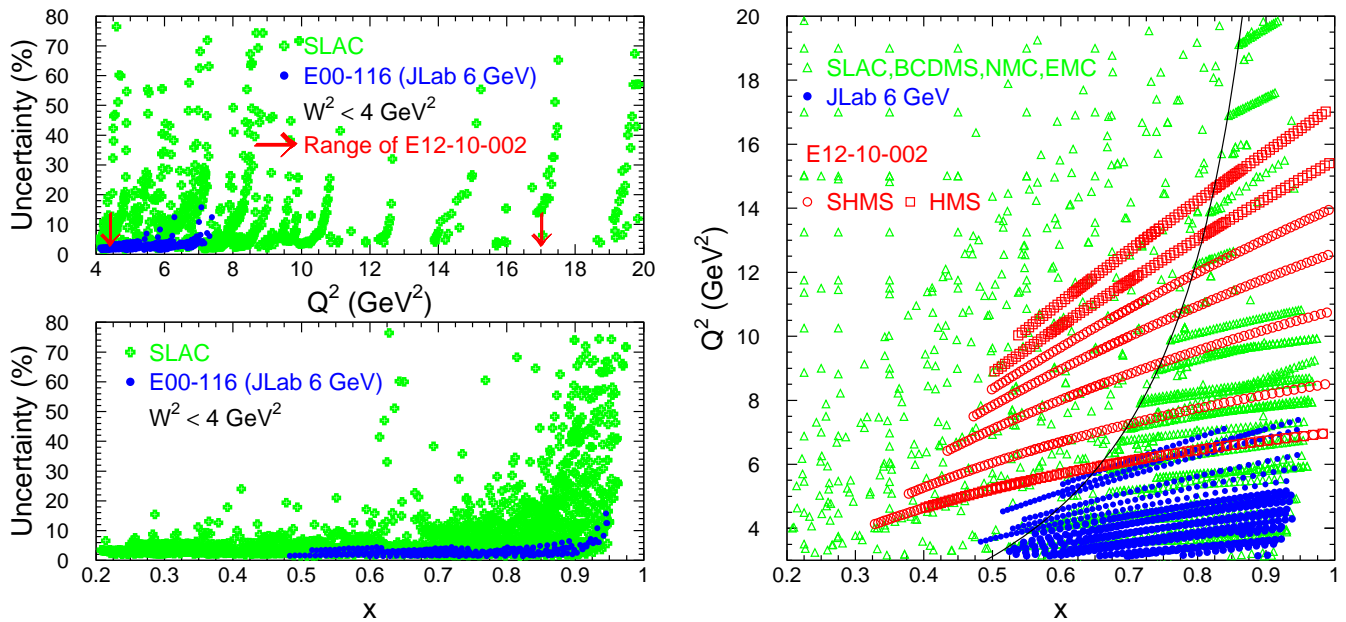 Uncertainty (%)
80
70
60
50
40
30
20
10
0
SLAC
E00-116 (JLab 6 GeV)
W² < 4 GeV²
Range of E12-10-002
4 6 8 10 12 14 16 18 20
Q² (GeV²)
Uncertainty (%)
80
70
60
50
40
30
20
10
0
SLAC
E00-116 (JLab 6 GeV)
W² < 4 GeV²
0.2 0.3 0.4 0.5 0.6 0.7 0.8 0.9 1
x
Q² (GeV²)
20
18
16
14
12
10
8
6
4
SLAC,BCDMS,NMC,EMC
JLab 6 GeV
E12-10-002
SHMS HMS
0.2 0.3 0.4 0.5 0.6 0.7 0.8 0.9 1
x